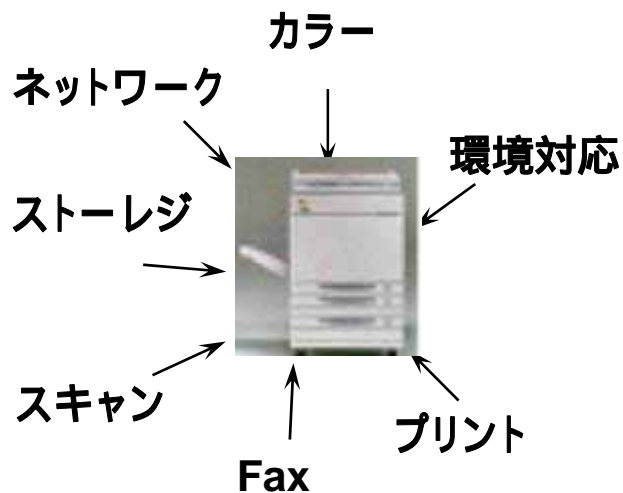 カラー
ネットワーク
環境対応
ストーレジ
スキャン
プリント
Fax